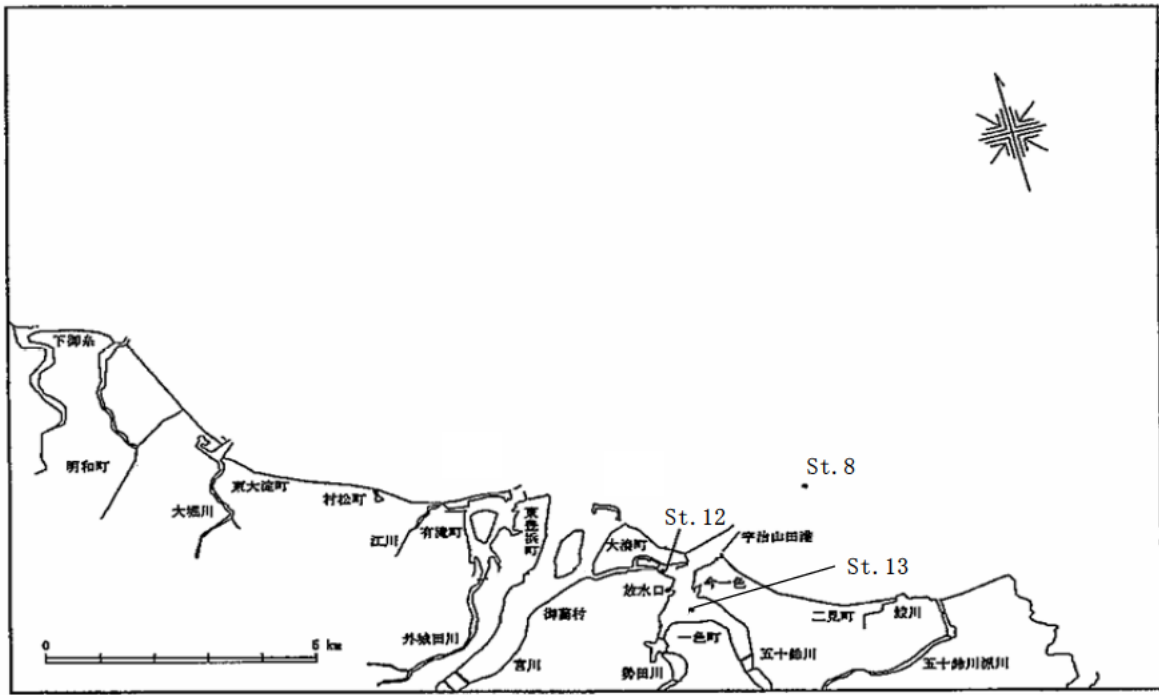 下御糸
明和町
大堀川
東大淀町
村松町
江川
有滝町
東豊浜町
外城田川
宮川
御薗村
大湊町
放水口
St.12
St.8
宇治山田港
今一色
St.13
一色町
勢田川
五十鈴川
二見町
鮫川
五十鈴川派川
0
5 km